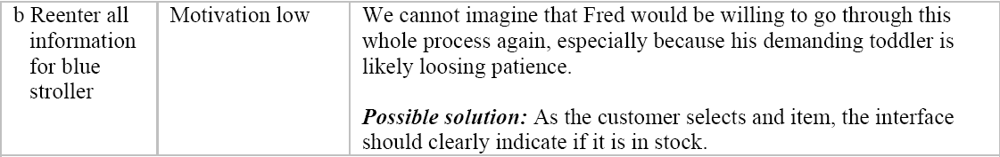 b Reenter all
information
for blue
stroller
Motivation low
We cannot imagine that Fred would be willing to go through this
whole process again, especially because his demanding toddler is
likely loosing patience.
Possible solution: As the customer selects and item, the interface
should clearly indicate if it is in stock.